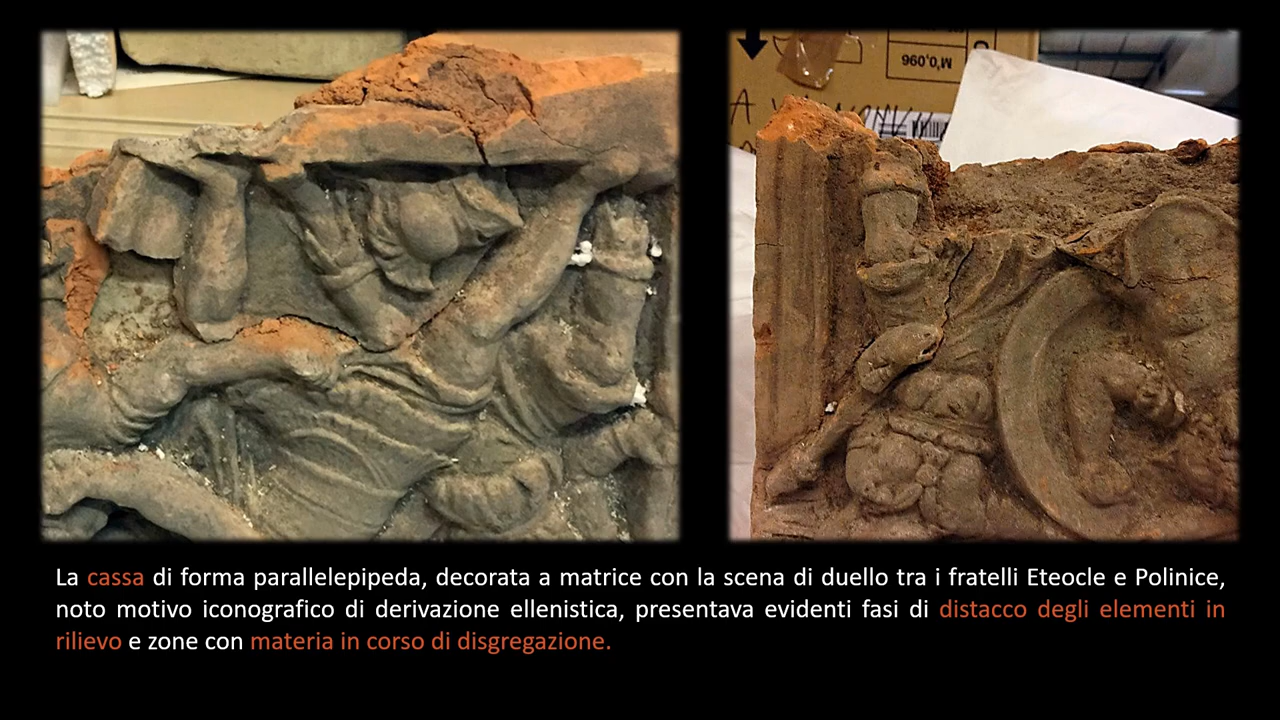 M'0,096
La cassa di forma parallelepipeda, decorata a matrice con la scena di duello tra i fratelli Eteocle e Polinice,
noto motivo iconografico di derivazione ellenistica, presentava evidenti fasi di distacco degli elementi in
rilievo e zone con materia in corso di disgregazione.